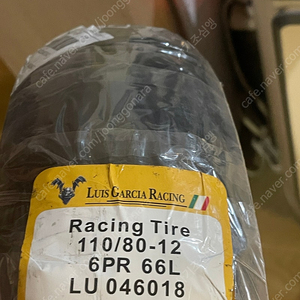 LUIS GARCIA RACING
Racing Tire
110/80-12
6PR 66L
LU 046018